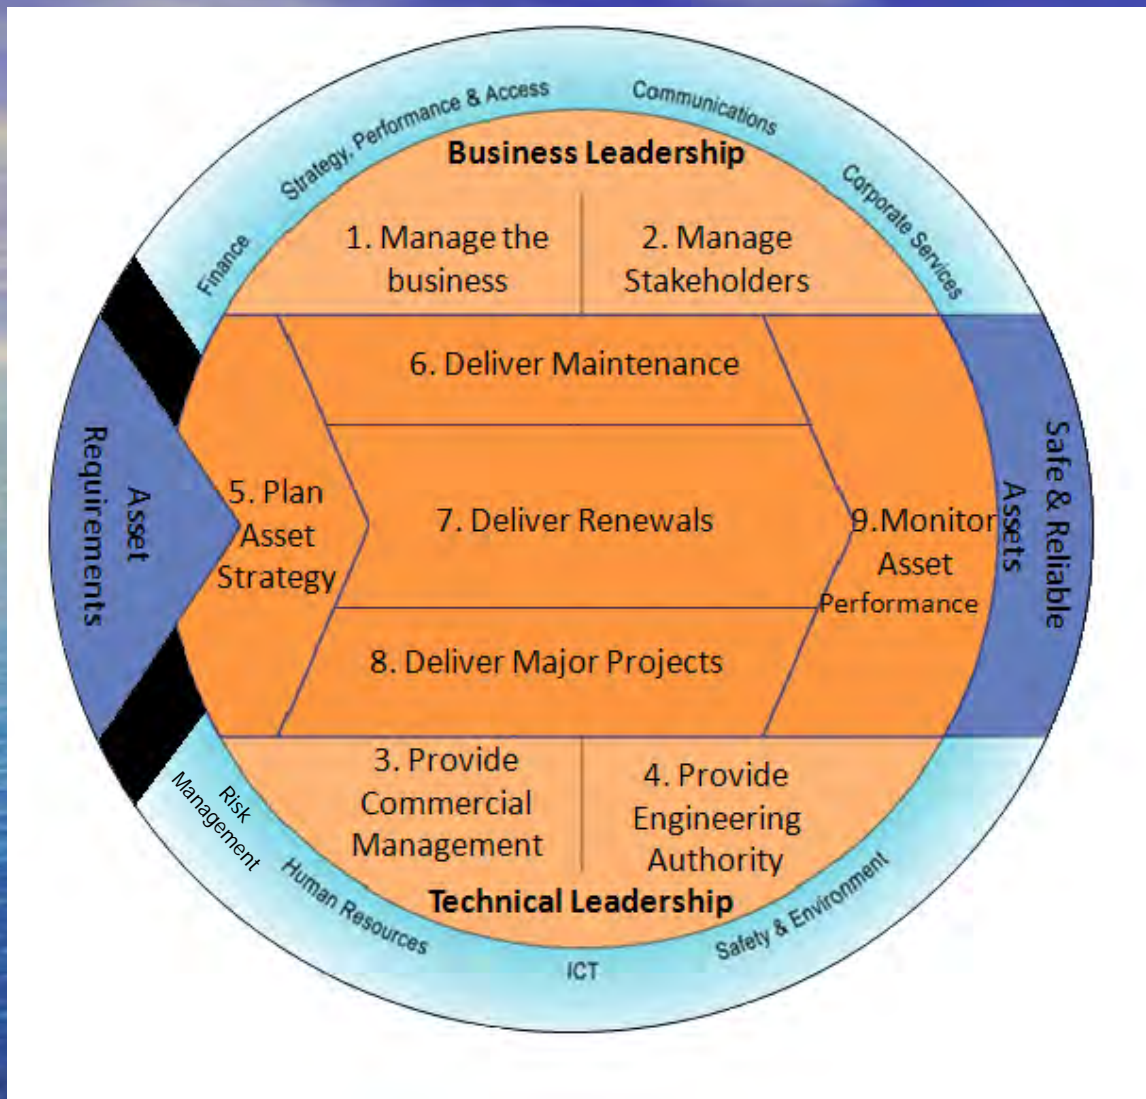 Strategy, Performance & Access
Communications
Corporate Services
Finance
Business Leadership
1. Manage the
business
2. Manage
Stakeholders
6. Deliver Maintenance
Asset
Requirements
5. Plan
Asset
Strategy
7. Deliver Renewals
9.Monitor
Asset
Performance
Safe & Reliable
Assets
8. Deliver Major Projects
3. Provide
Commercial
Management
4. Provide
Engineering
Authority
Technical Leadership
Risk
Management
Human Resources
ICT
Safety & Environment